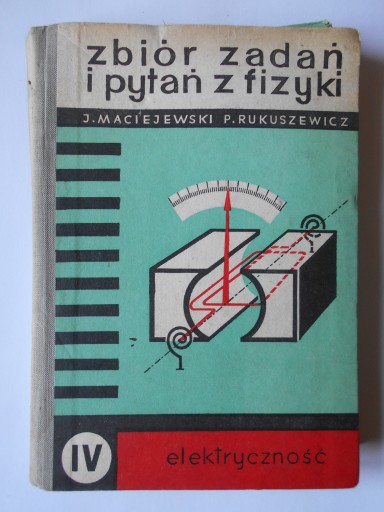 zbiór zadań
i pytań z fizyki
J. MACIEJEWSKI P. RUKUSZEWICZ
IV
elektryczność